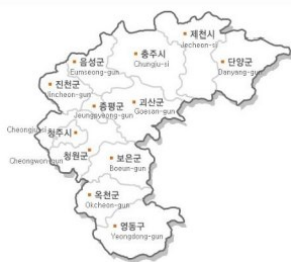 제천시
Jecheon-si
충주시
Chungju-si
단양군
Danyang-gun
음성군
Eumseong-gun
진천군
Jincheon-gun
증평군
Jeungpyeong-gun
괴산군
Goesan-gun
청주시
Cheongju-si
청원군
Cheongwon-gun
보은군
Boeun-gun
옥천군
Okcheon-gun
영동구
Yeongdong-gun